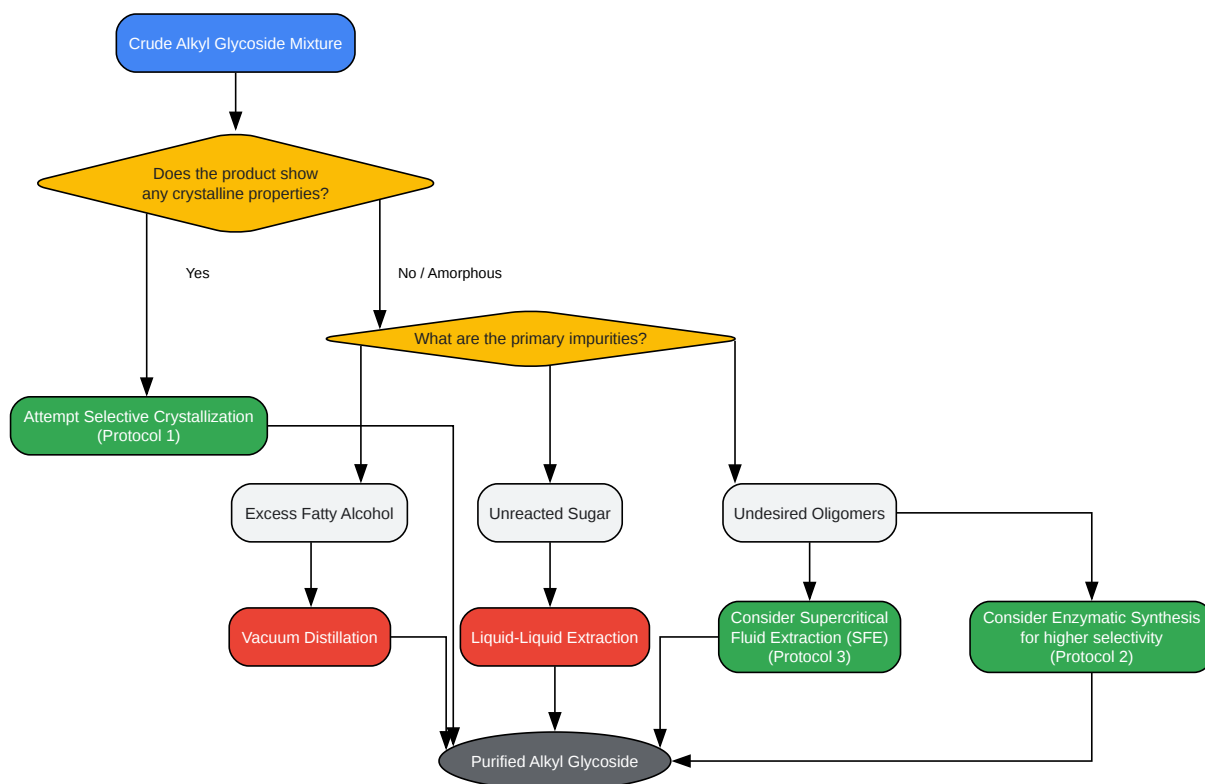 Crude Alkyl Glycoside Mixture
Does the product show
any crystalline properties?
Yes
No / Amorphous
What are the primary impurities?
Attempt Selective Crystallization
(Protocol 1)
Excess Fatty Alcohol
Unreacted Sugar
Undesired Oligomers
Vacuum Distillation
Liquid-Liquid Extraction
Consider Supercritical
Fluid Extraction (SFE)
(Protocol 3)
Consider Enzymatic Synthesis
for higher selectivity
(Protocol 2)
Purified Alkyl Glycoside